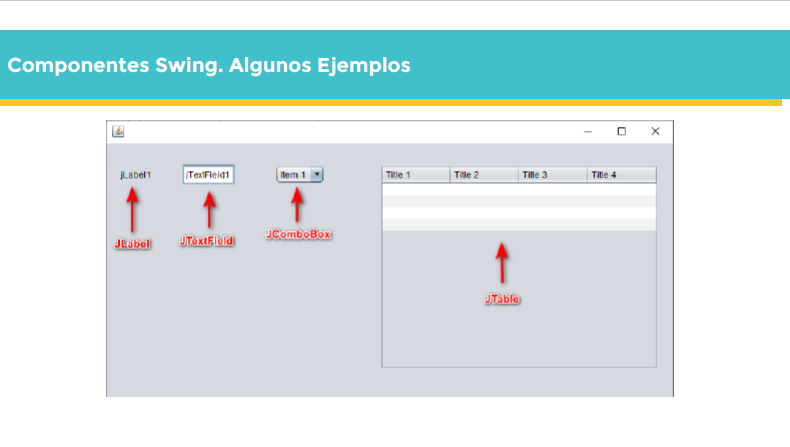 Componentes Swing. Algunos Ejemplos
jLabel1
jTextField1
Item 1
Title 1
Title 2
Title 3
Title 4
JLabel
JTextField
JComboBox
JTable